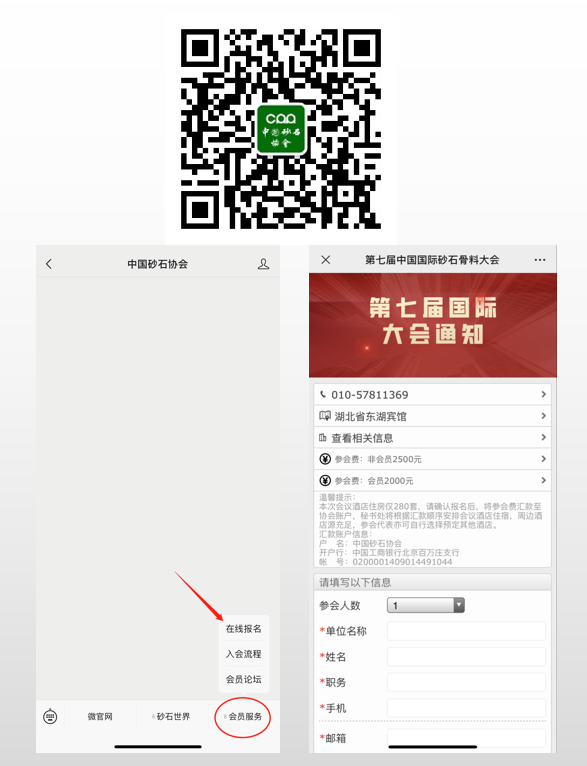 CAA
中国砂石
协会
中国砂石协会
在线报名
入会流程
会员论坛
微官网
砂石世界
会员服务
第七届中国国际砂石骨料大会
第七届国际
大会通知
010-57811369
湖北省东湖宾馆
查看相关信息
参会费：非会员2500元
参会费：会员2000元
温馨提示：
本次会议酒店住房仅280套，请确认报名后，将参会费汇款至
协会账户，秘书处将根据汇款顺序安排会议酒店住宿，周边酒
店源充足，参会代表亦可自行选择预定其他酒店。
汇款账户信息：
户 名：中国砂石协会
开户行：中国工商银行北京百万庄支行
帐 号：0200001409014491044
请填写以下信息
参会人数 1
*单位名称
*姓名
*职务
*手机
*邮箱